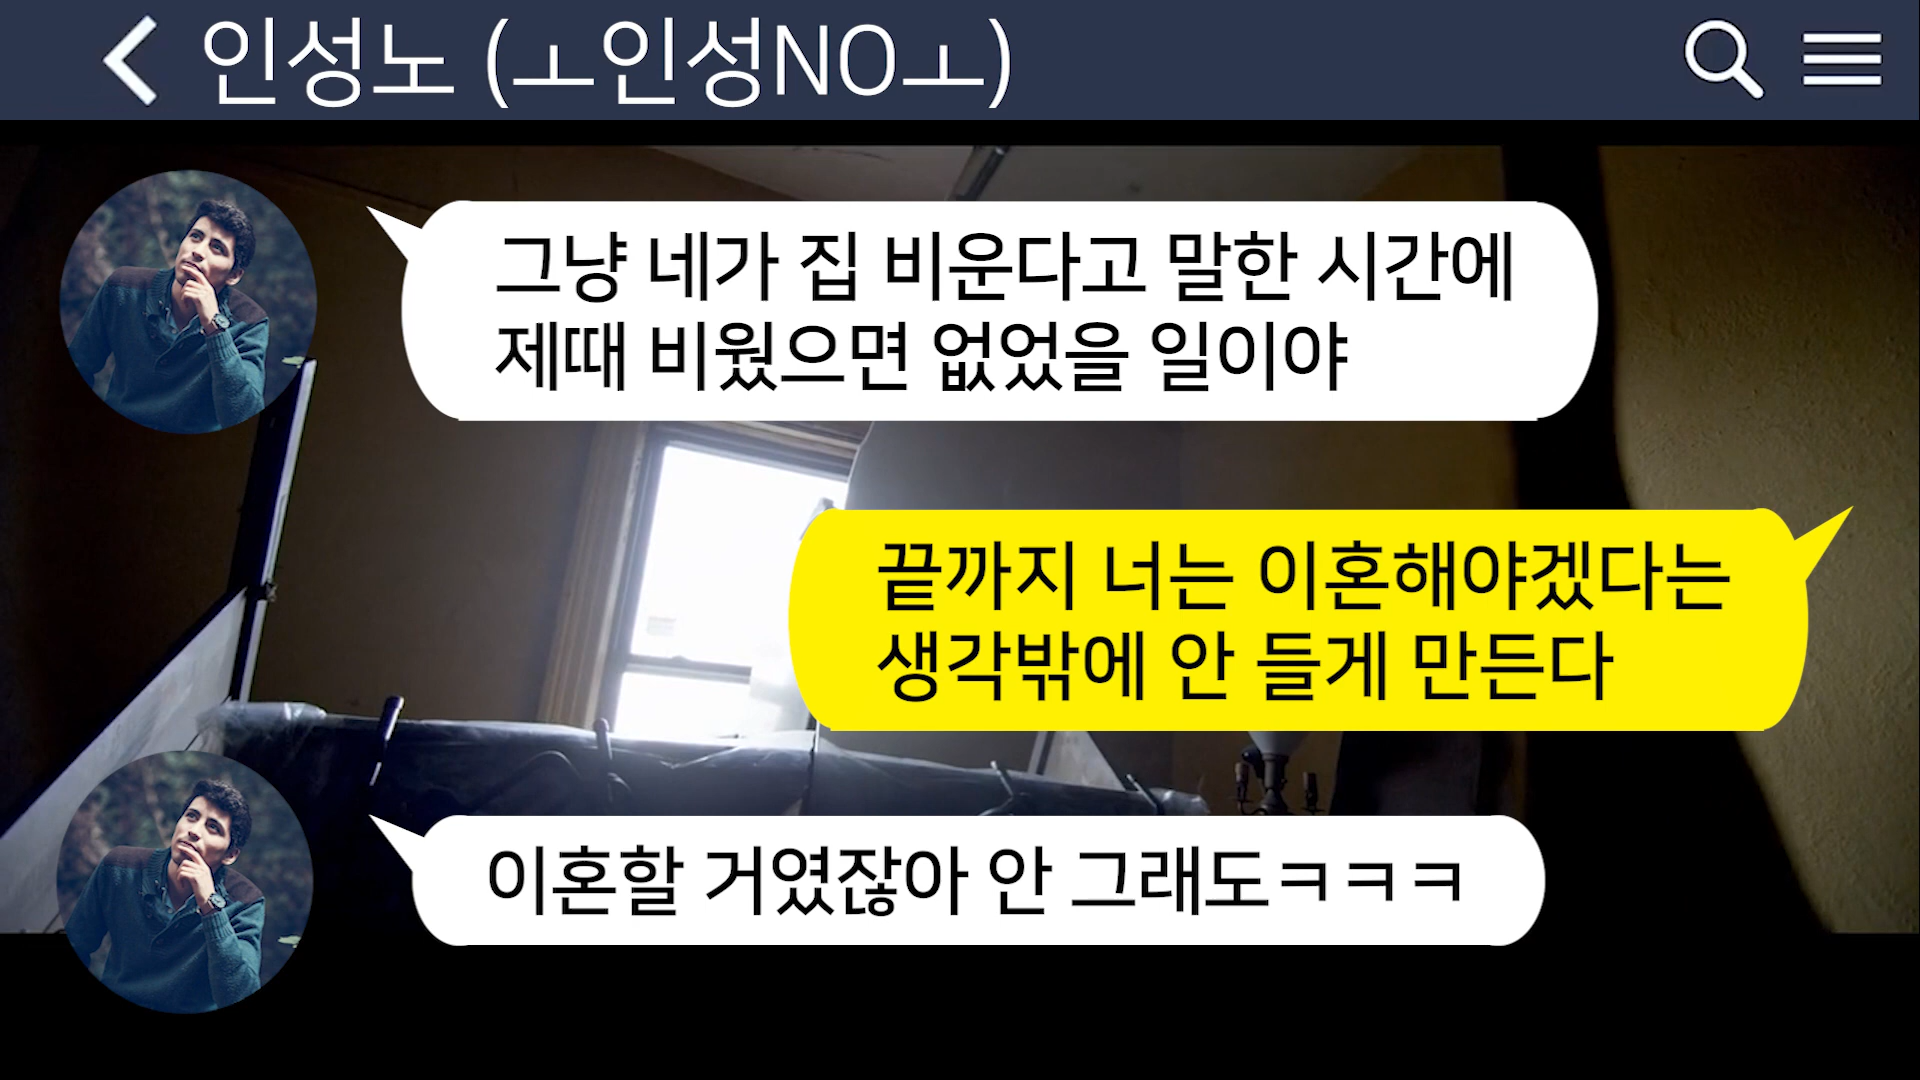 인성노 (ㅗ인성NOㅗ)
그냥 네가 집 비운다고 말한 시간에
제때 비웠으면 없었을 일이야
끝까지 너는 이혼해야겠다는
생각밖에 안 들게 만든다
이혼할 거였잖아 안 그래도ㅋㅋㅋ